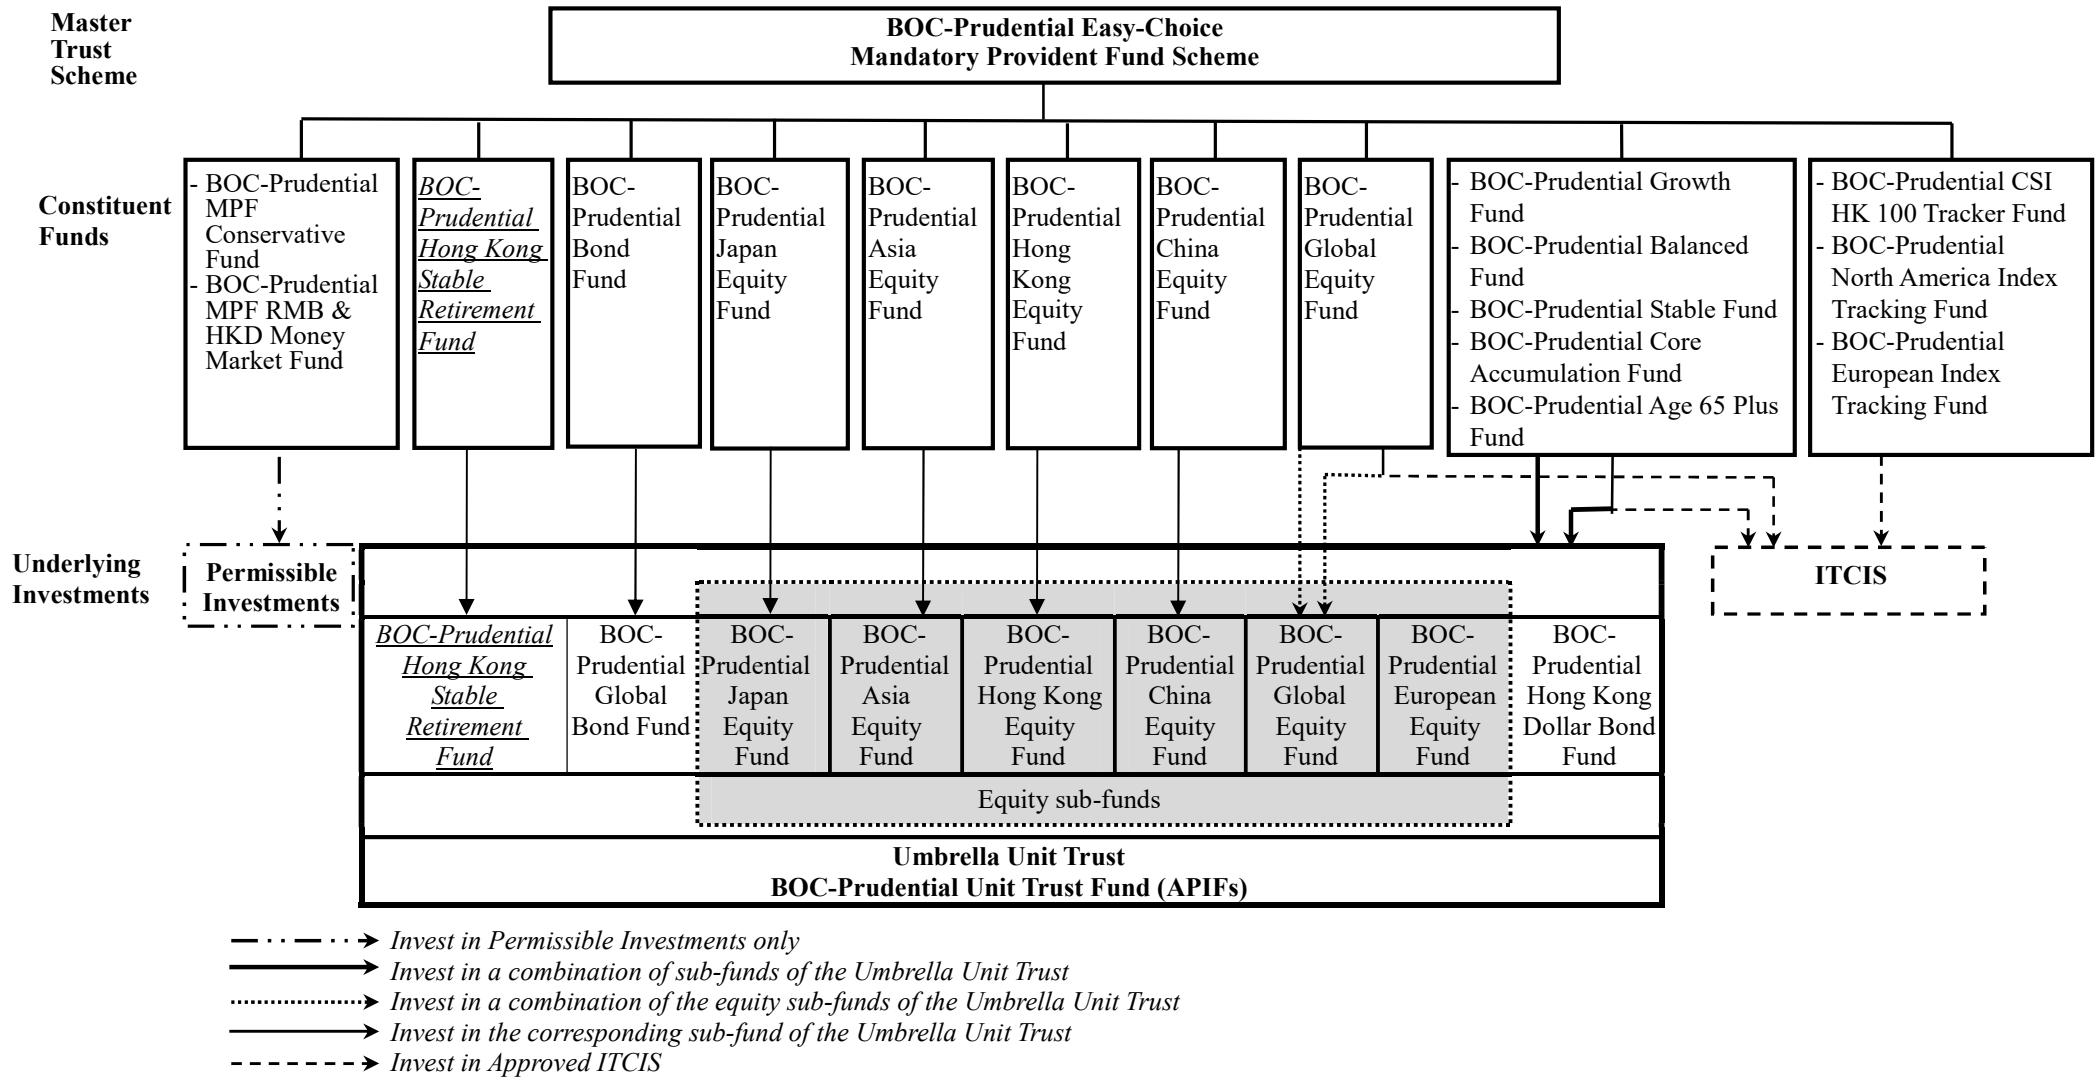 Master
Trust
Scheme
BOC-Prudential Easy-Choice
Mandatory Provident Fund Scheme
Constituent
Funds
- BOC-Prudential
MPF
Conservative
Fund
- BOC-Prudential
MPF RMB &
HKD Money
Market Fund
BOC-
Prudential
Hong Kong
Stable
Retirement
Fund
BOC-
Prudential
Bond
Fund
BOC-
Prudential
Japan
Equity
Fund
BOC-
Prudential
Asia
Equity
Fund
BOC-
Prudential
Hong
Kong
Equity
Fund
BOC-
Prudential
China
Equity
Fund
BOC-
Prudential
Global
Equity
Fund
- BOC-Prudential Growth
Fund
- BOC-Prudential Balanced
Fund
- BOC-Prudential Stable Fund
- BOC-Prudential Core
Accumulation Fund
- BOC-Prudential Age 65 Plus
Fund
- BOC-Prudential CSI
HK 100 Tracker Fund
- BOC-Prudential
North America Index
Tracking Fund
- BOC-Prudential
European Index
Tracking Fund
Underlying
Investments
Permissible
Investments
ITCIS
BOC-Prudential
Hong Kong
Stable
Retirement
Fund
BOC-
Prudential
Global
Bond Fund
BOC-
Prudential
Japan
Equity
Fund
BOC-
Prudential
Asia
Equity
Fund
BOC-
Prudential
Hong Kong
Equity
Fund
BOC-
Prudential
China
Equity
Fund
BOC-
Prudential
Global
Equity
Fund
BOC-
Prudential
European
Equity
Fund
BOC-
Prudential
Hong Kong
Dollar Bond
Fund
Equity sub-funds
Umbrella Unit Trust
BOC-Prudential Unit Trust Fund (APIFs)
Invest in Permissible Investments only
Invest in a combination of sub-funds of the Umbrella Unit Trust
Invest in a combination of the equity sub-funds of the Umbrella Unit Trust
Invest in the corresponding sub-fund of the Umbrella Unit Trust
Invest in Approved ITCIS